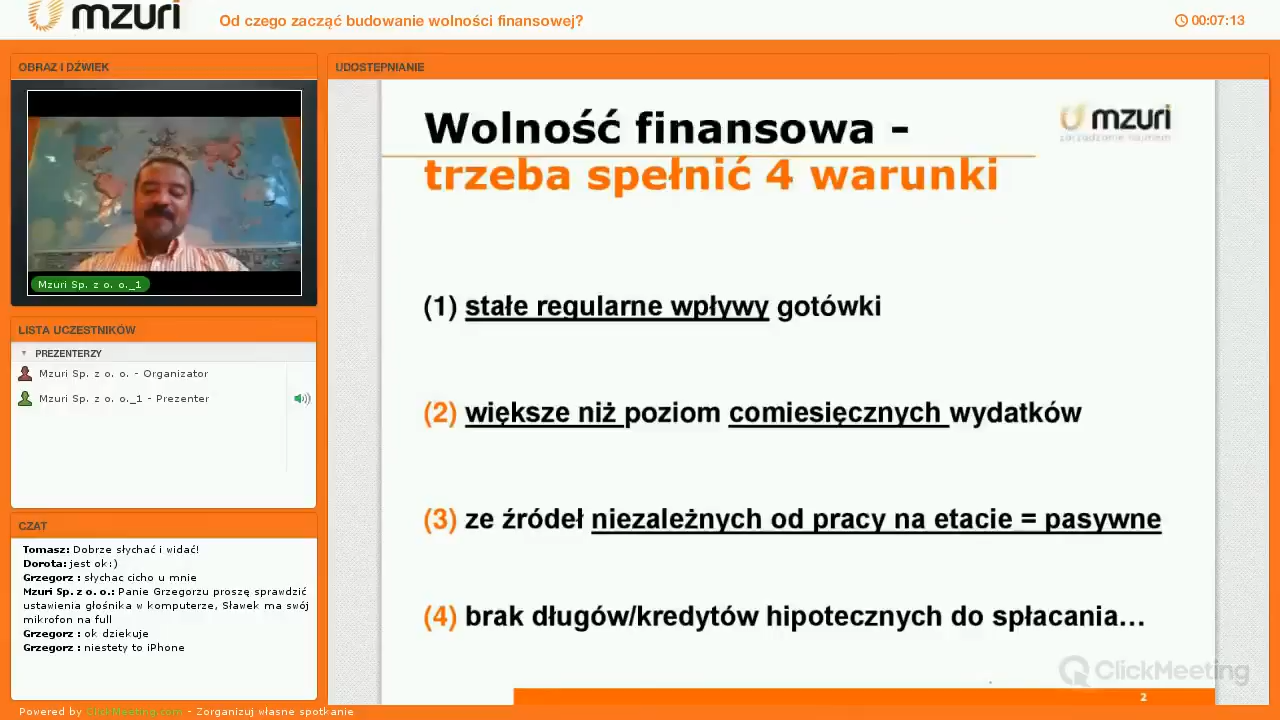 mzuri
Od czego zacząć budowanie wolności finansowej?
00:07:13
OBRAZ I DŹWIEK
Mzuri Sp. z o. o._1
LISTA UCZESTNIKÓW
PREZENTERZY
Mzuri Sp. z o. o. - Organizator
Mzuri Sp. z o. o._1 - Prezenter
CZAT
Tomasz: Dobrze słychać i widać!
Dorota: jest ok:)
Grzegorz : słychac cicho u mnie
Mzuri Sp. z o. o.: Panie Grzegorzu proszę sprawdzić
ustawienia głośnika w komputerze, Sławek ma swój
mikrofon na full
Grzegorz : ok dziekuje
Grzegorz : niestety to iPhone
UDOSTEPNIANIE
Wolność finansowa -
trzeba spełnić 4 warunki
mzuri
zarządzanie najmem
(1) stałe regularne wpływy gotówki
(2) większe niż poziom comiesięcznych wydatków
(3) ze źródeł niezależnych od pracy na etacie = pasywne
(4) brak długów/kredytów hipotecznych do spłacania...
ClickMeeting
2
Powered by ClickMeeting.com - Zorganizuj własne spotkanie